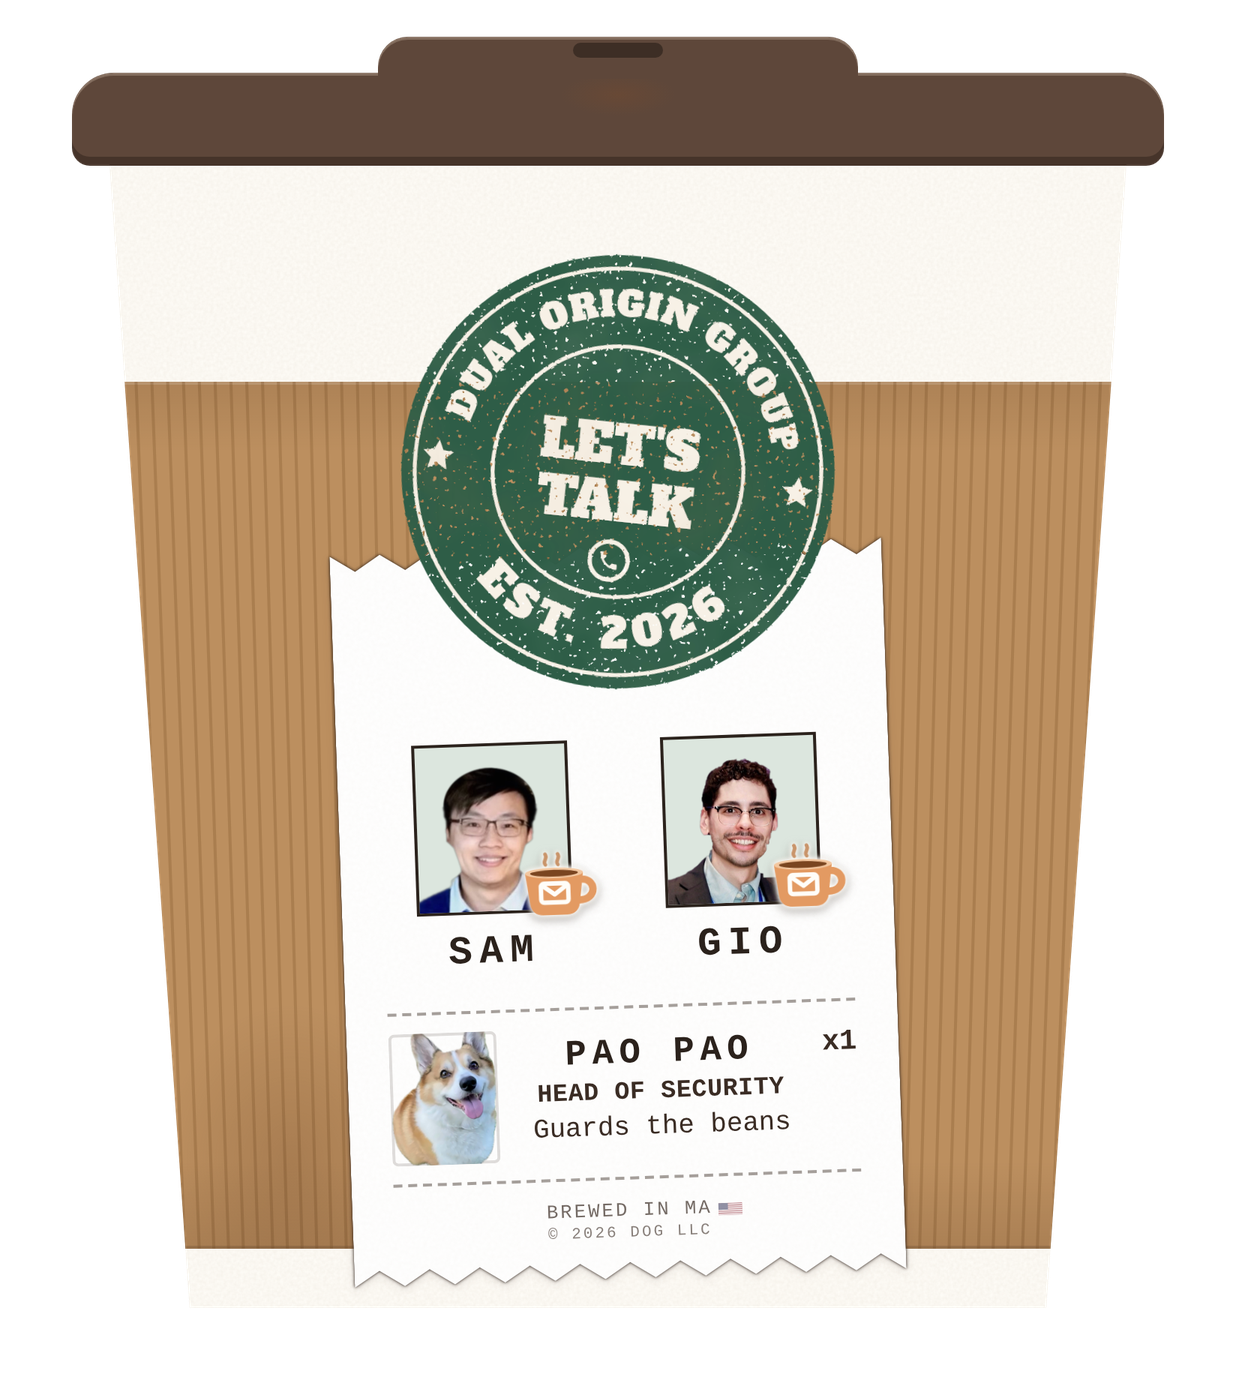 DUAL ORIGIN GROUP
LET'S
TALK
EST. 2026
SAM
GIO
PAO PAO
x1
HEAD OF SECURITY
Guards the beans
BREWED IN MA
© 2026 DOG LLC